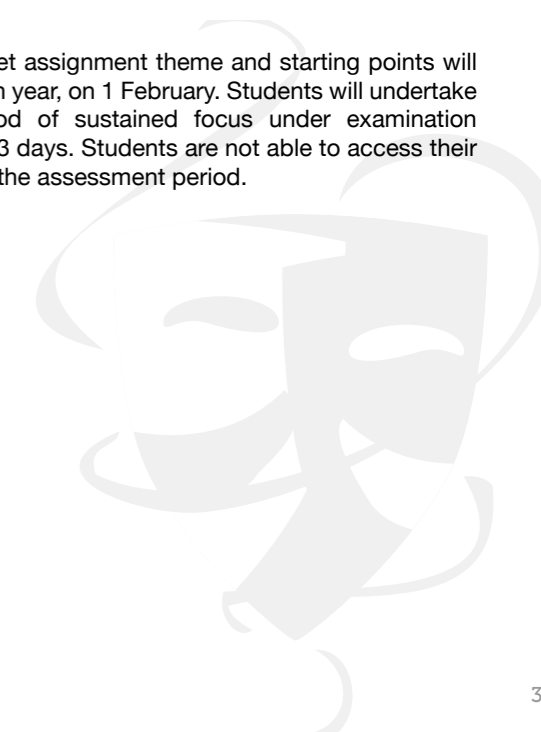 et assignment theme and starting points will
year, on 1 February. Students will undertake
od of sustained focus under examination
3 days. Students are not able to access their
the assessment period.
3